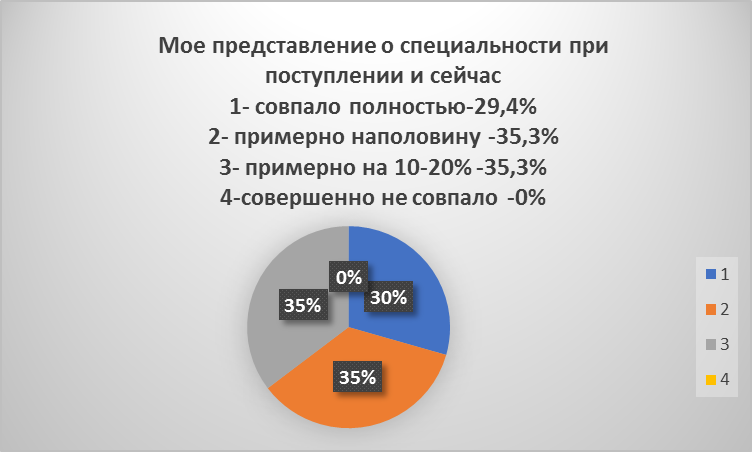 Мое представление о специальности при
поступлении и сейчас
1- совпало полностью-29,4%
2- примерно наполовину -35,3%
3- примерно на 10-20% -35,3%
4-совершенно не совпало -0%
0%
30%
35%
35%
1
2
3
4